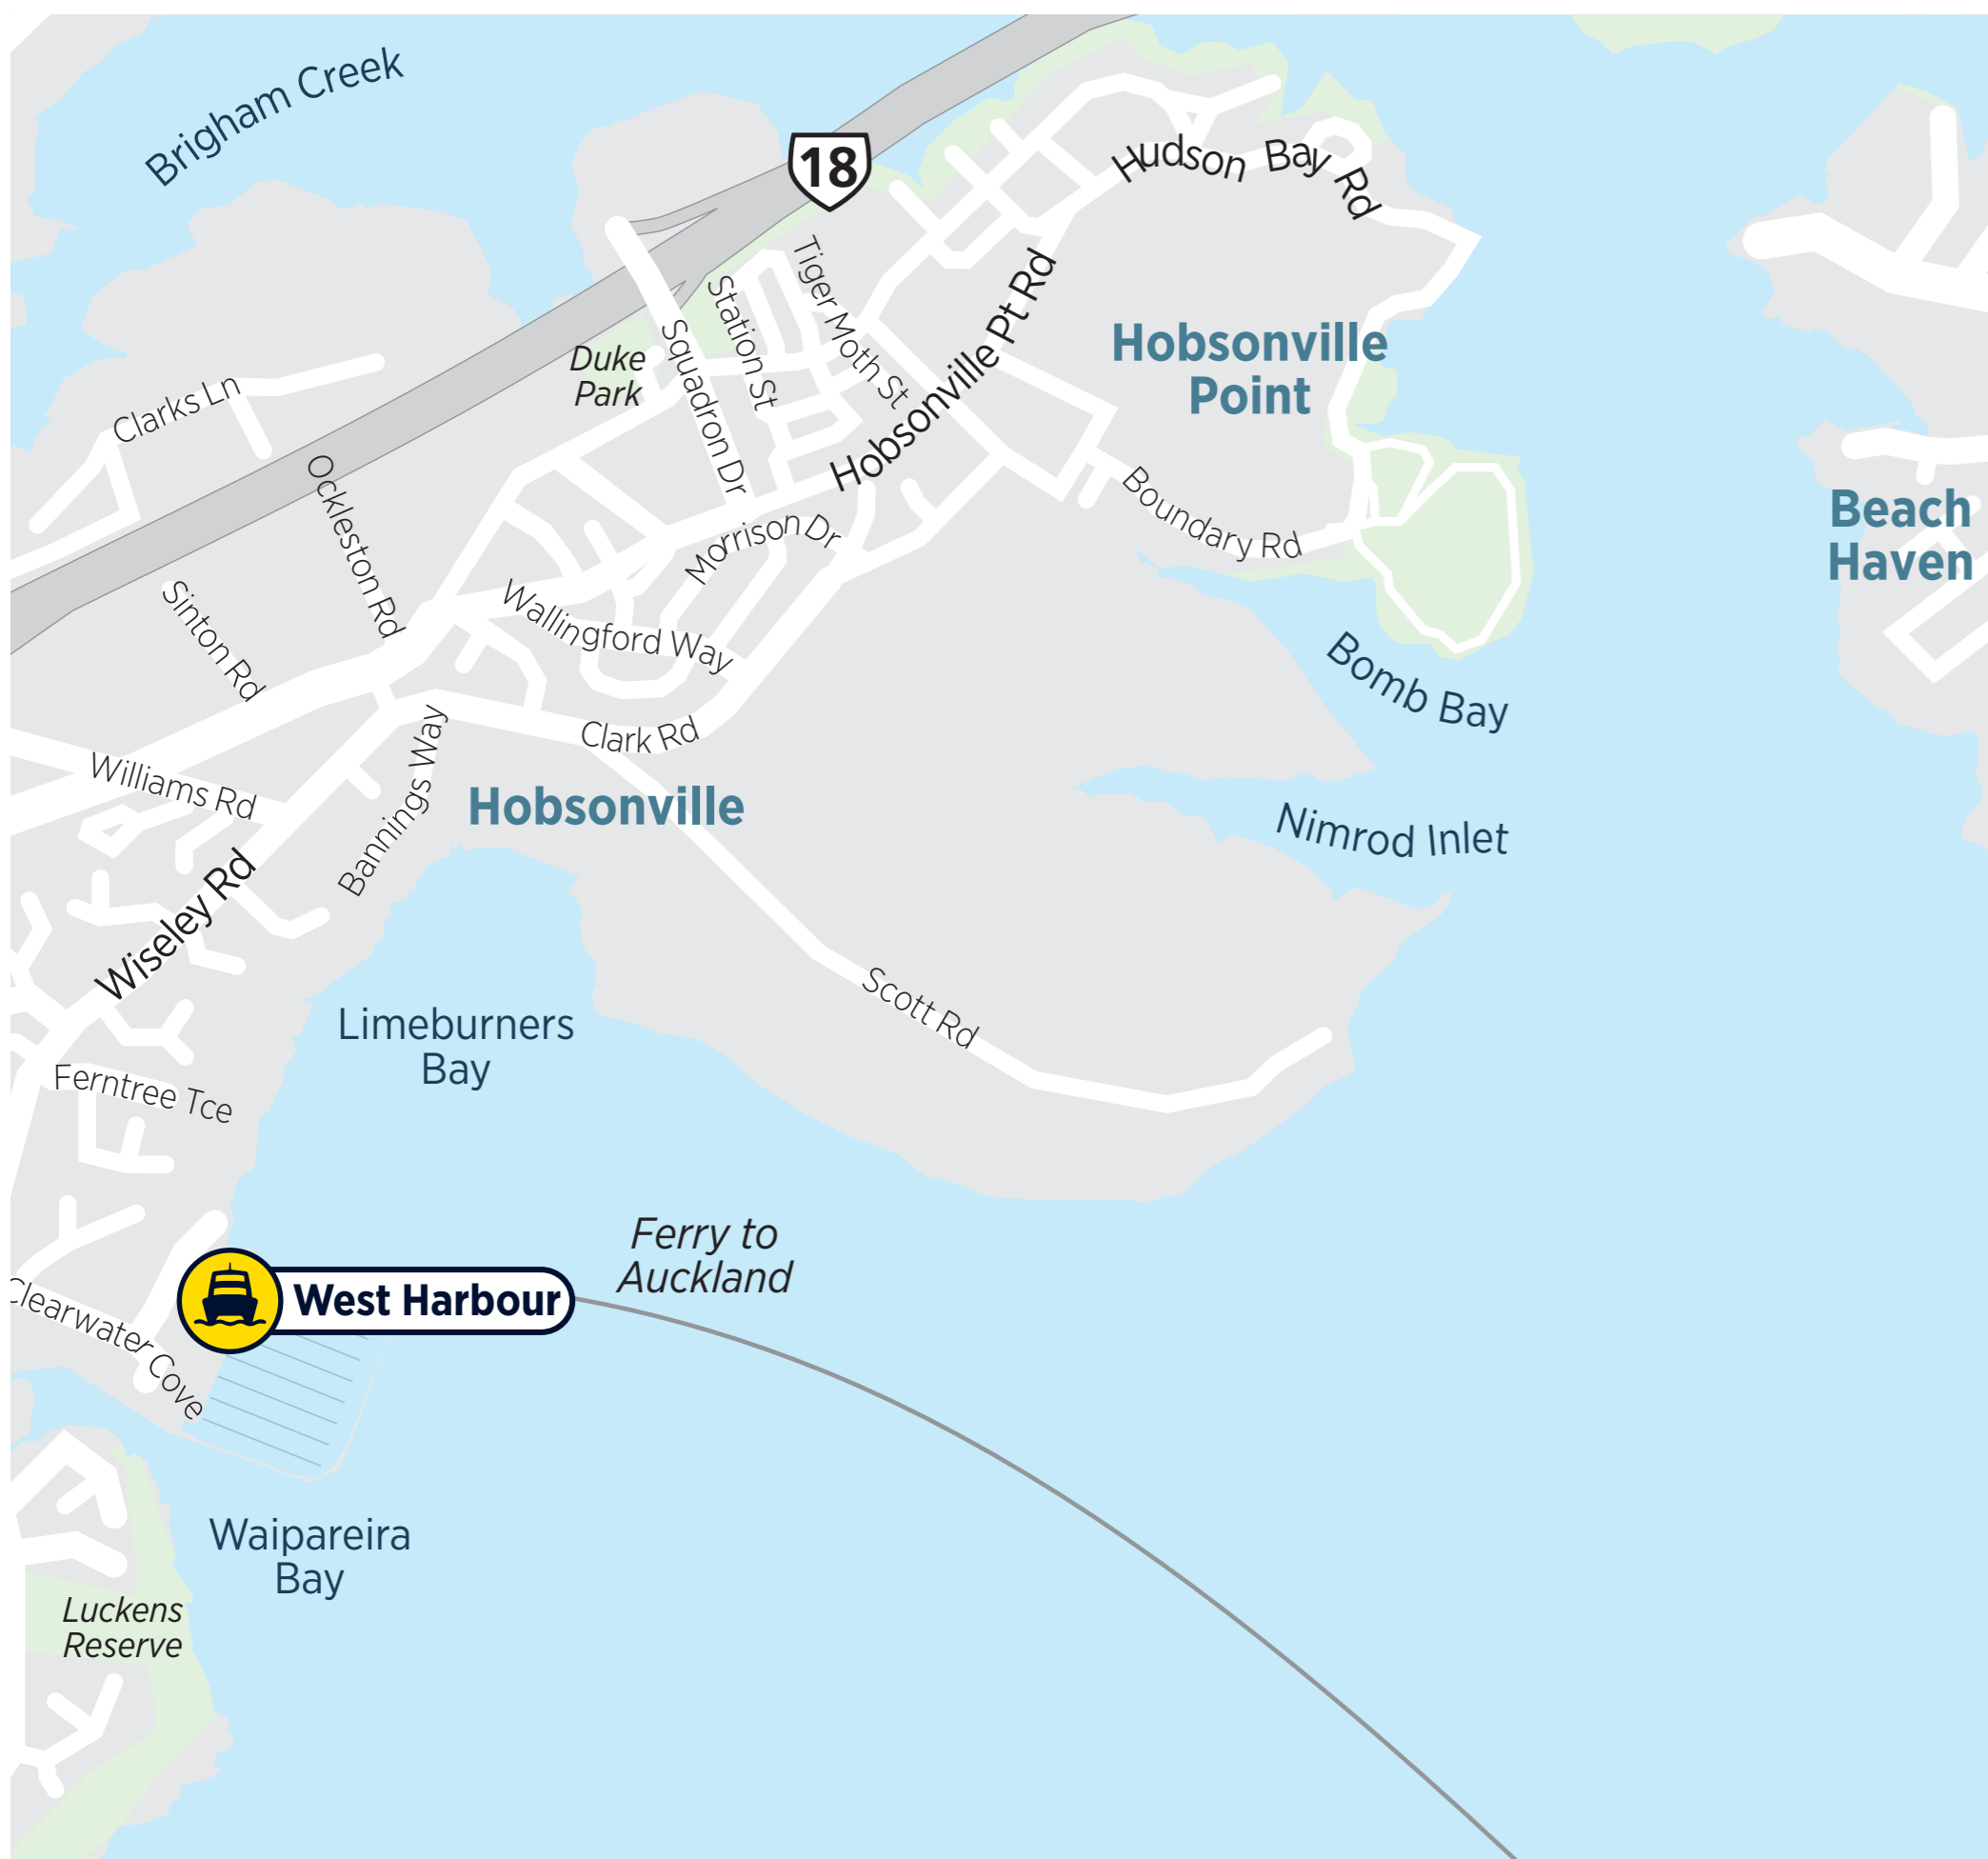 Brigham Creek
18
Hudson Bay Rd
Tiger Moth St
Station St
Squadron Dr
Hobsonville Pt Rd
Duke
Park
Hobsonville
Point
Clarks Ln
Ockleston Rd
Boundary Rd
Beach
Haven
Morrison Dr
Sinton Rd
Wallingford Way
Bomb Bay
Clark Rd
Williams Rd
Bannings Way
Hobsonville
Nimrod Inlet
Wiseley Rd
Scott Rd
Limeburners
Bay
Ferntree Tce
Ferry to
Auckland
West Harbour
Clearwater Cove
Waipareira
Bay
Luckens
Reserve